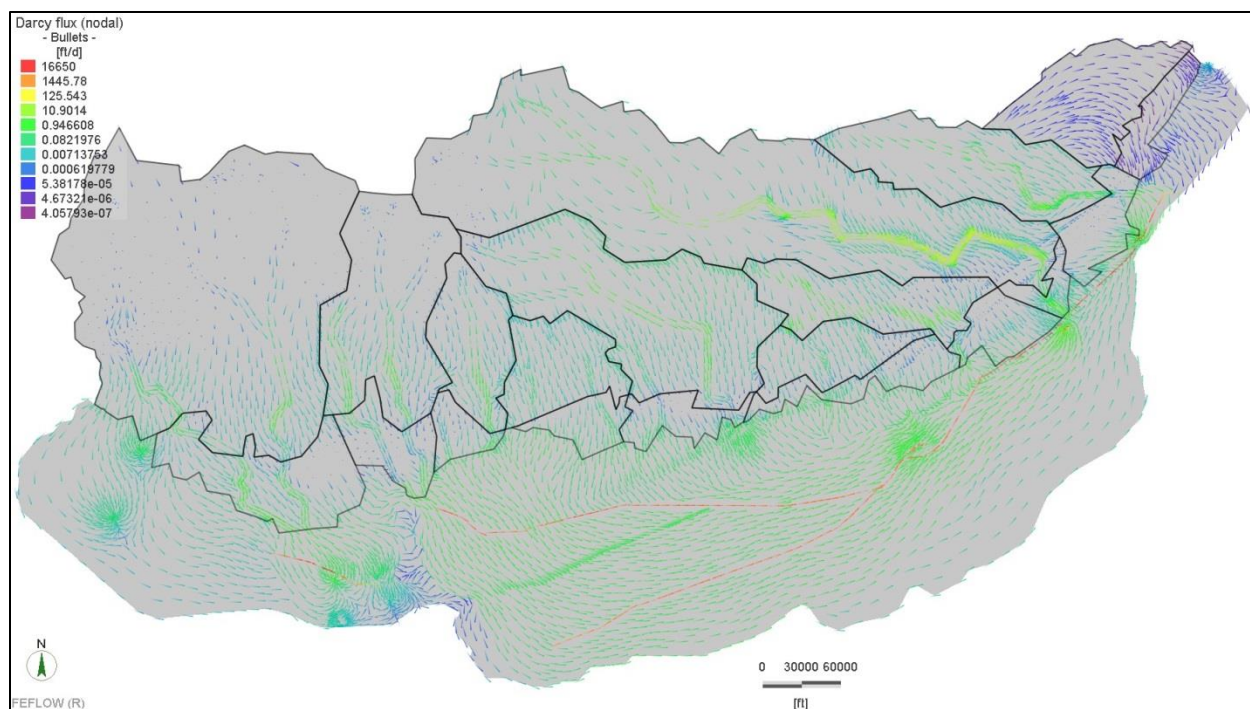 Darcy flux (nodal)
- Bullets -
[ft/d]
16650
1445.78
125.543
10.9014
0.946608
0.0821976
0.00713753
0.000619779
5.38178e-05
4.67321e-06
4.05793e-07
N
0 30000 60000
[ft]
FEFLOW (R)